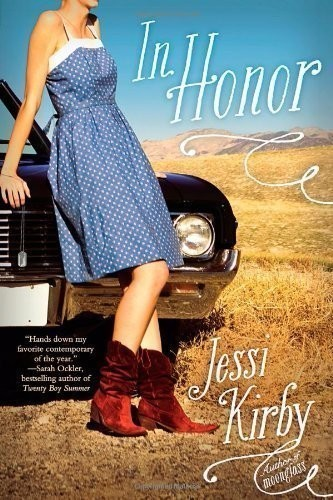 In
Honor
"Hands down my
favorite contemporary
of the year."
—Sarah Ockler,
bestselling author of
Twenty Boy Summer
Jessi
Kirby
Author of
moonglass